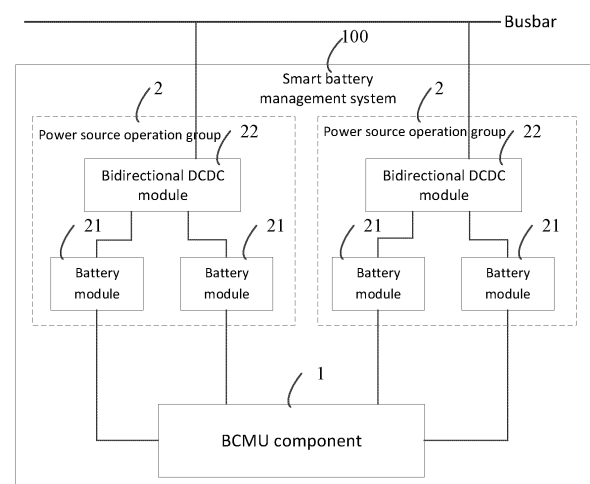 Busbar
100
Smart battery
management system
2
2
Power source operation group
Power source operation group
22
22
Bidirectional DCDC
module
Bidirectional DCDC
module
21
21
21
21
Battery
module
Battery
module
Battery
module
Battery
module
1
BCMU component